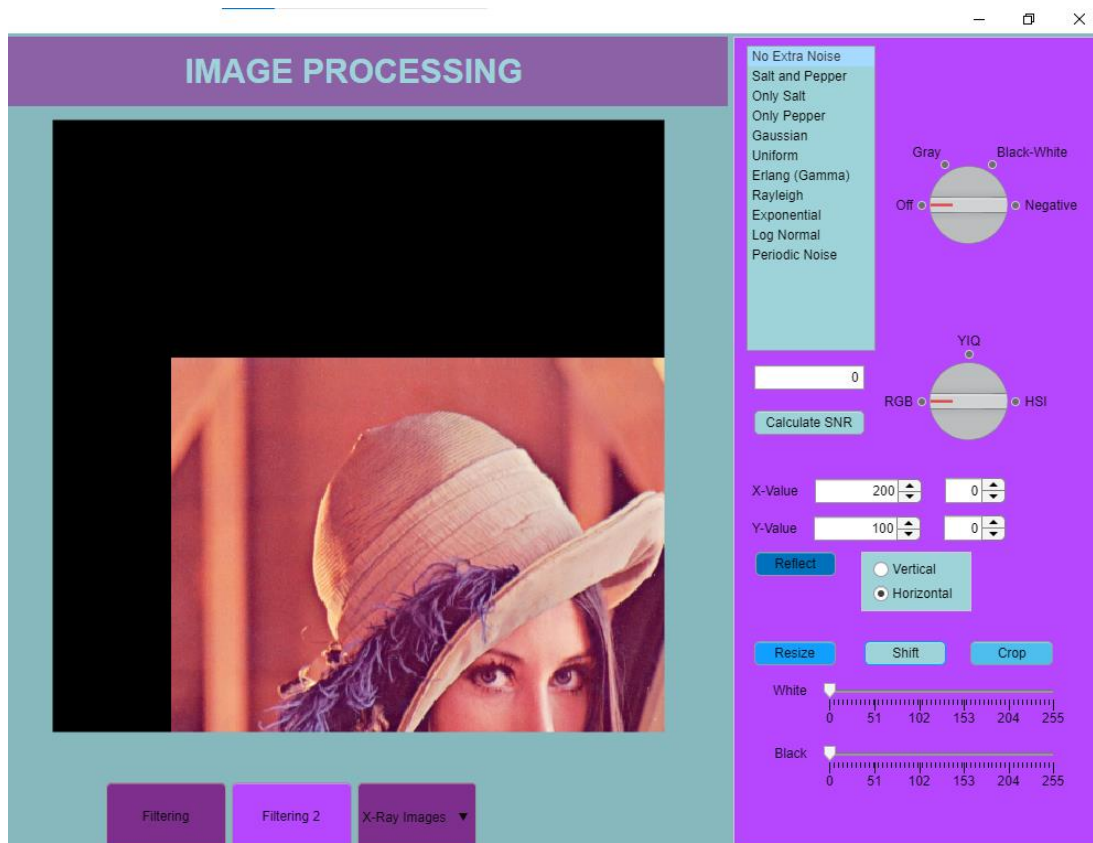 IMAGE PROCESSING
No Extra Noise
Salt and Pepper
Only Salt
Only Pepper
Gaussian
Uniform
Erlang (Gamma)
Rayleigh
Exponential
Log Normal
Periodic Noise
Gray Black-White
Off Negative
YIQ
RGB HSI
0
Calculate SNR
X-Value 200 0
Y-Value 100 0
Reflect
Vertical
Horizontal
Resize Shift Crop
White
0 51 102 153 204 255
Black
0 51 102 153 204 255
Filtering Filtering 2 X-Ray Images